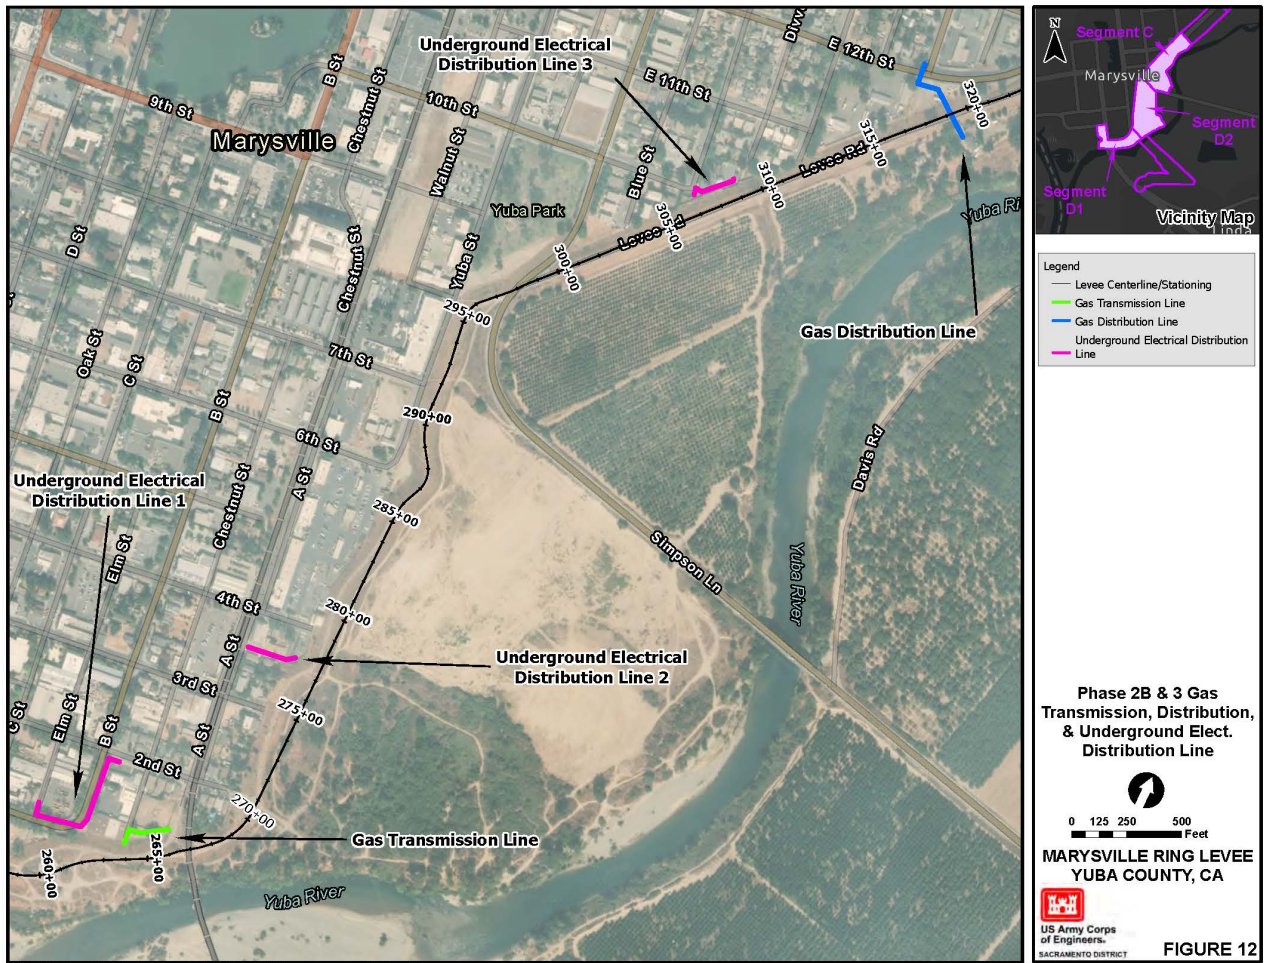 Underground Electrical
Distribution Line 3
Divv
E 12th St
B St
Chestnut St
9th St
10th St
E 11th St
320+00
Marysville
Walnut St
Blue St
315+00
Levee Rd
310+00
Yuba Park
305+00
Yuba Ri
D St
Chestnut St
Yuba St
300+00
295+00
Gas Distribution Line
Oak St
C St
7th St
B St
290+00
6th St
Davis Rd
Underground Electrical
Distribution Line 1
Chestnut St
A St
285+00
Elm St
Simpson Ln
Yuba River
4th St
280+00
A St
Underground Electrical
Distribution Line 2
3rd St
C St
Elm St
B St
A St
275+00
2nd St
270+00
Gas Transmission Line
265+00
260+00
Yuba River
N
Segment C
Marysville
Segment
D2
Segment
D1
Vicinity Map
Linda
Legend
Levee Centerline/Stationing
Gas Transmission Line
Gas Distribution Line
Underground Electrical Distribution
Line
Phase 2B & 3 Gas
Transmission, Distribution,
& Underground Elect.
Distribution Line
0 125 250 500
Feet
MARYSVILLE RING LEVEE
YUBA COUNTY, CA
US Army Corps
of Engineers®
SACRAMENTO DISTRICT
FIGURE 12